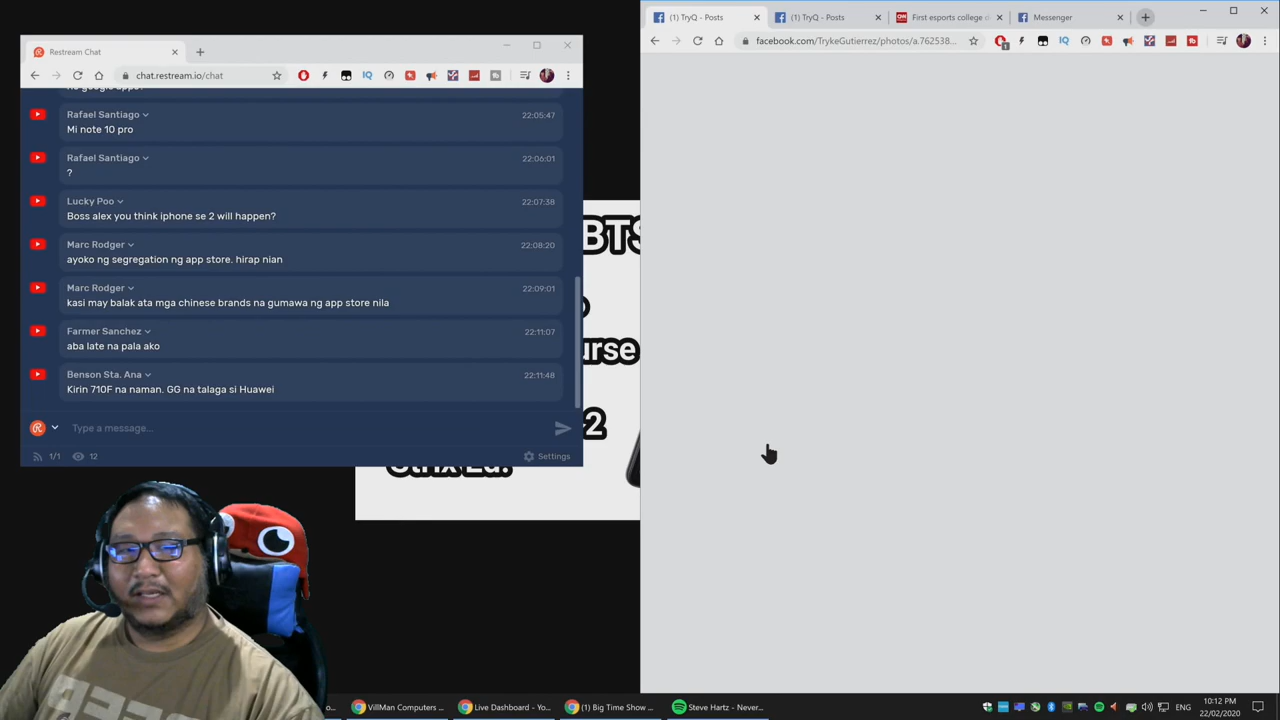 Restream Chat
chat.restream.io/chat
Rafael Santiago
22:05:47
Mi note 10 pro
Rafael Santiago
22:06:01
?
Lucky Poo
22:07:38
Boss alex you think iphone se 2 will happen?
Marc Rodger
22:08:20
ayoko ng segregation ng app store. hirap nian
Marc Rodger
22:09:01
kasi may balak ata mga chinese brands na gumawa ng app store nila
Farmer Sanchez
22:11:07
aba late na pala ako
Benson Sta. Ana
22:11:48
Kirin 710F na naman. GG na talaga si Huawei
Type a message...
1/1
12
Settings
(1) TryQ - Posts
(1) TryQ - Posts
First esports college d
Messenger
facebook.com/TrykeGutierrez/photos/a.762538...
1
IQ
IQ
BTS
urse
2
VillMan Computers ...
Live Dashboard - Yo...
(1) Big Time Show ...
Steve Hartz - Never...
ENG
10:12 PM
22/02/2020